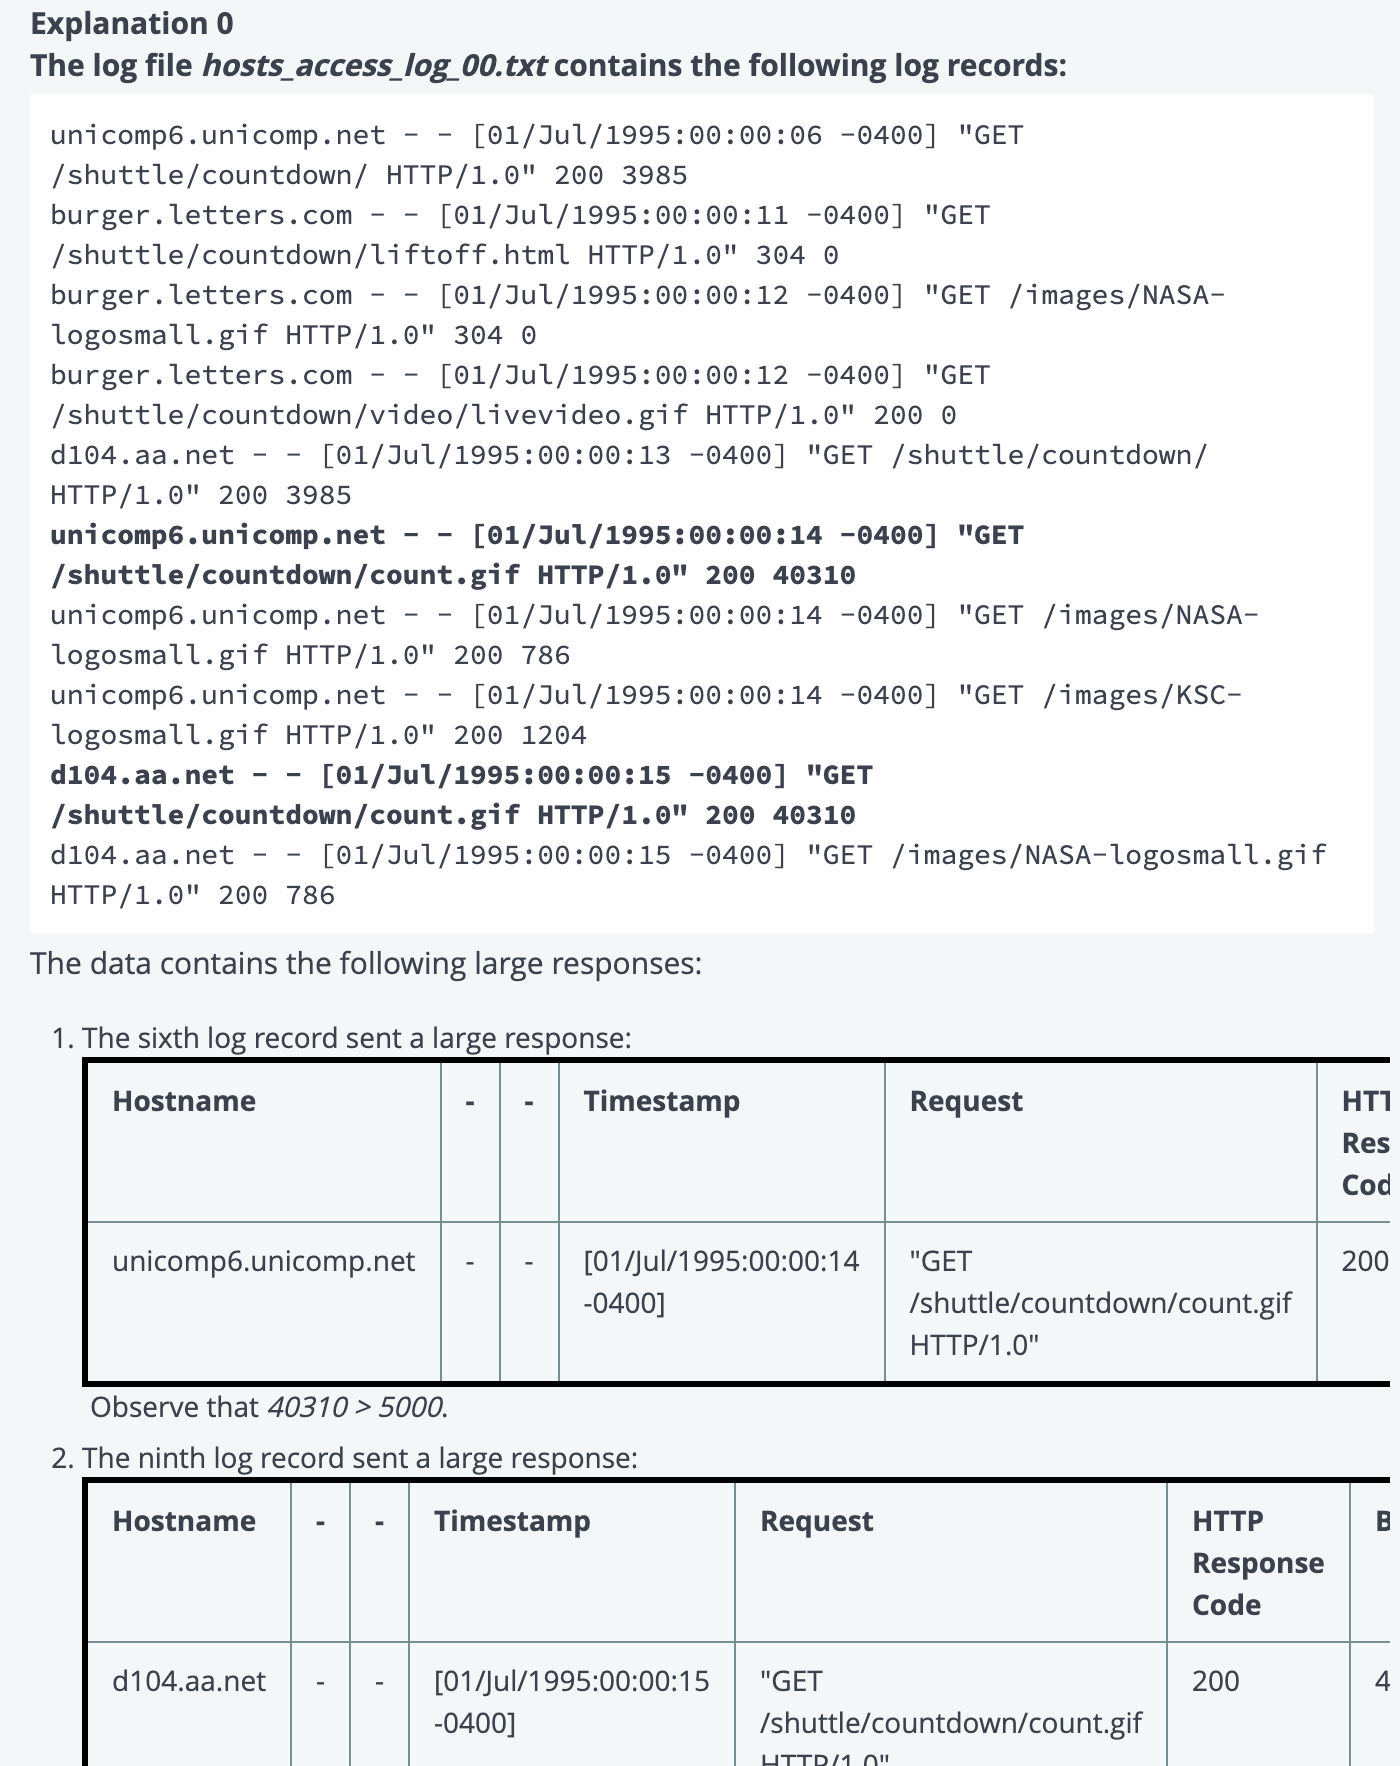 Explanation 0
The log file hosts_access_log_00.txt contains the following log records:
unicomp6.unicomp.net - - [01/Jul/1995:00:00:06 -0400] "GET
/shuttle/countdown/ HTTP/1.0" 200 3985
burger.letters.com - - [01/Jul/1995:00:00:11 -0400] "GET
/shuttle/countdown/liftoff.html HTTP/1.0" 304 0
burger.letters.com - - [01/Jul/1995:00:00:12 -0400] "GET /images/NASA-
logosmall.gif HTTP/1.0" 304 0
burger.letters.com - - [01/Jul/1995:00:00:12 -0400] "GET
/shuttle/countdown/video/livevideo.gif HTTP/1.0" 200 0
d104.aa.net - - [01/Jul/1995:00:00:13 -0400] "GET /shuttle/countdown/
HTTP/1.0" 200 3985
unicomp6.unicomp.net - - [01/Jul/1995:00:00:14 -0400] "GET
/shuttle/countdown/count.gif HTTP/1.0" 200 40310
unicomp6.unicomp.net - - [01/Jul/1995:00:00:14 -0400] "GET /images/NASA-
logosmall.gif HTTP/1.0" 200 786
unicomp6.unicomp.net - - [01/Jul/1995:00:00:14 -0400] "GET /images/KSC-
logosmall.gif HTTP/1.0" 200 1204
d104.aa.net - - [01/Jul/1995:00:00:15 -0400] "GET
/shuttle/countdown/count.gif HTTP/1.0" 200 40310
d104.aa.net - - [01/Jul/1995:00:00:15 -0400] "GET /images/NASA-logosmall.gif
HTTP/1.0" 200 786
The data contains the following large responses:
1. The sixth log record sent a large response:
Hostname - - Timestamp Request HTT
Res
Cod
unicomp6.unicomp.net - - [01/Jul/1995:00:00:14 "GET 200
-0400] /shuttle/countdown/count.gif
HTTP/1.0"
Observe that 40310 > 5000.
2. The ninth log record sent a large response:
Hostname - - Timestamp Request HTTP B
Response
Code
d104.aa.net - - [01/Jul/1995:00:00:15 "GET 200 4
-0400] /shuttle/countdown/count.gif
HTTP/1.0"